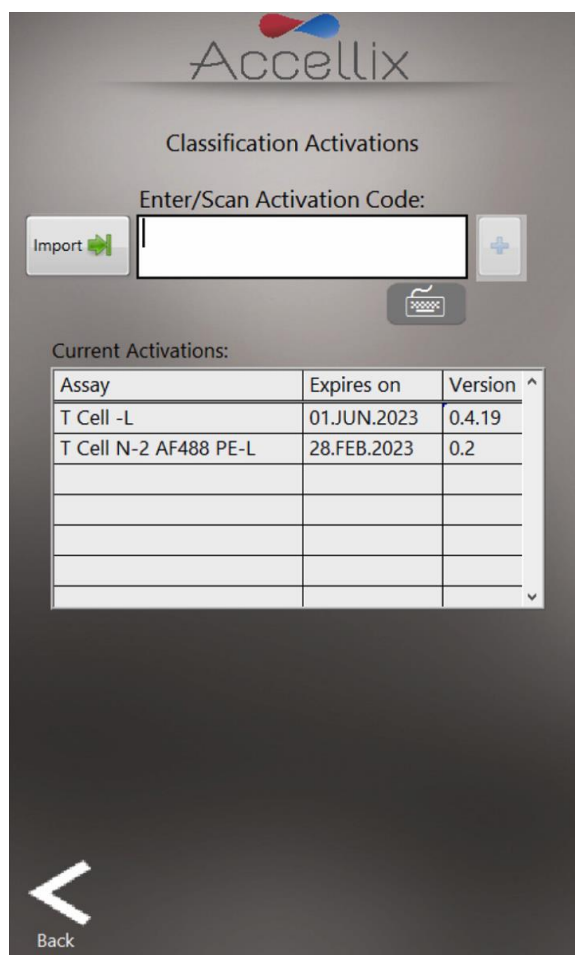 Accellix
Classification Activations
Enter/Scan Activation Code:
Import
Current Activations:
Assay Expires on Version
T Cell -L 01.JUN.2023 0.4.19
T Cell N-2 AF488 PE-L 28.FEB.2023 0.2
Back